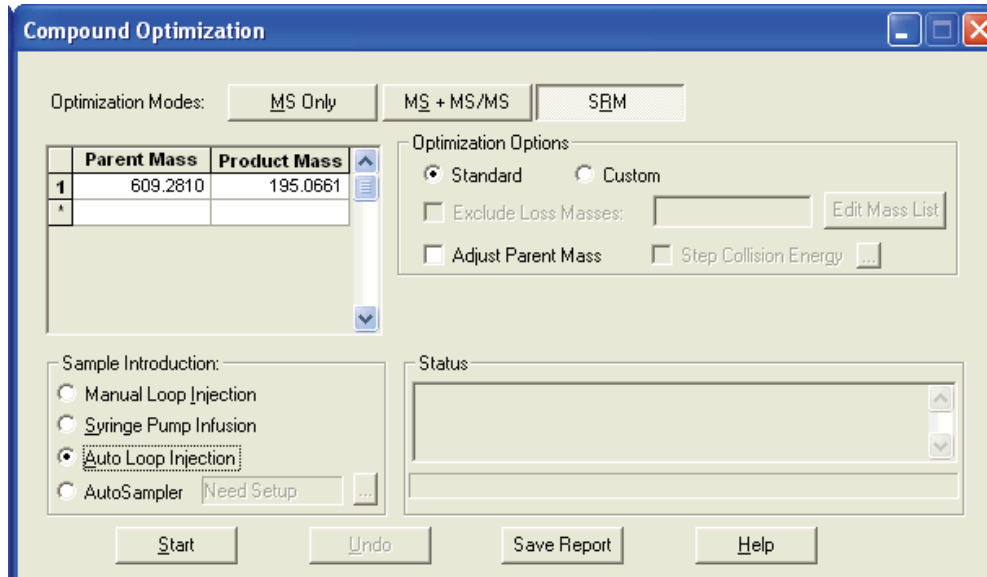 Compound Optimization
Optimization Modes: MS Only MS + MS/MS SRM
Parent Mass Product Mass
1 609.2810 195.0661
*
Optimization Options
Standard Custom
Exclude Loss Masses: Edit Mass List
Adjust Parent Mass Step Collision Energy ...
Sample Introduction:
Manual Loop Injection
Syringe Pump Infusion
Auto Loop Injection
AutoSampler Need Setup ...
Status
Start Undo Save Report Help